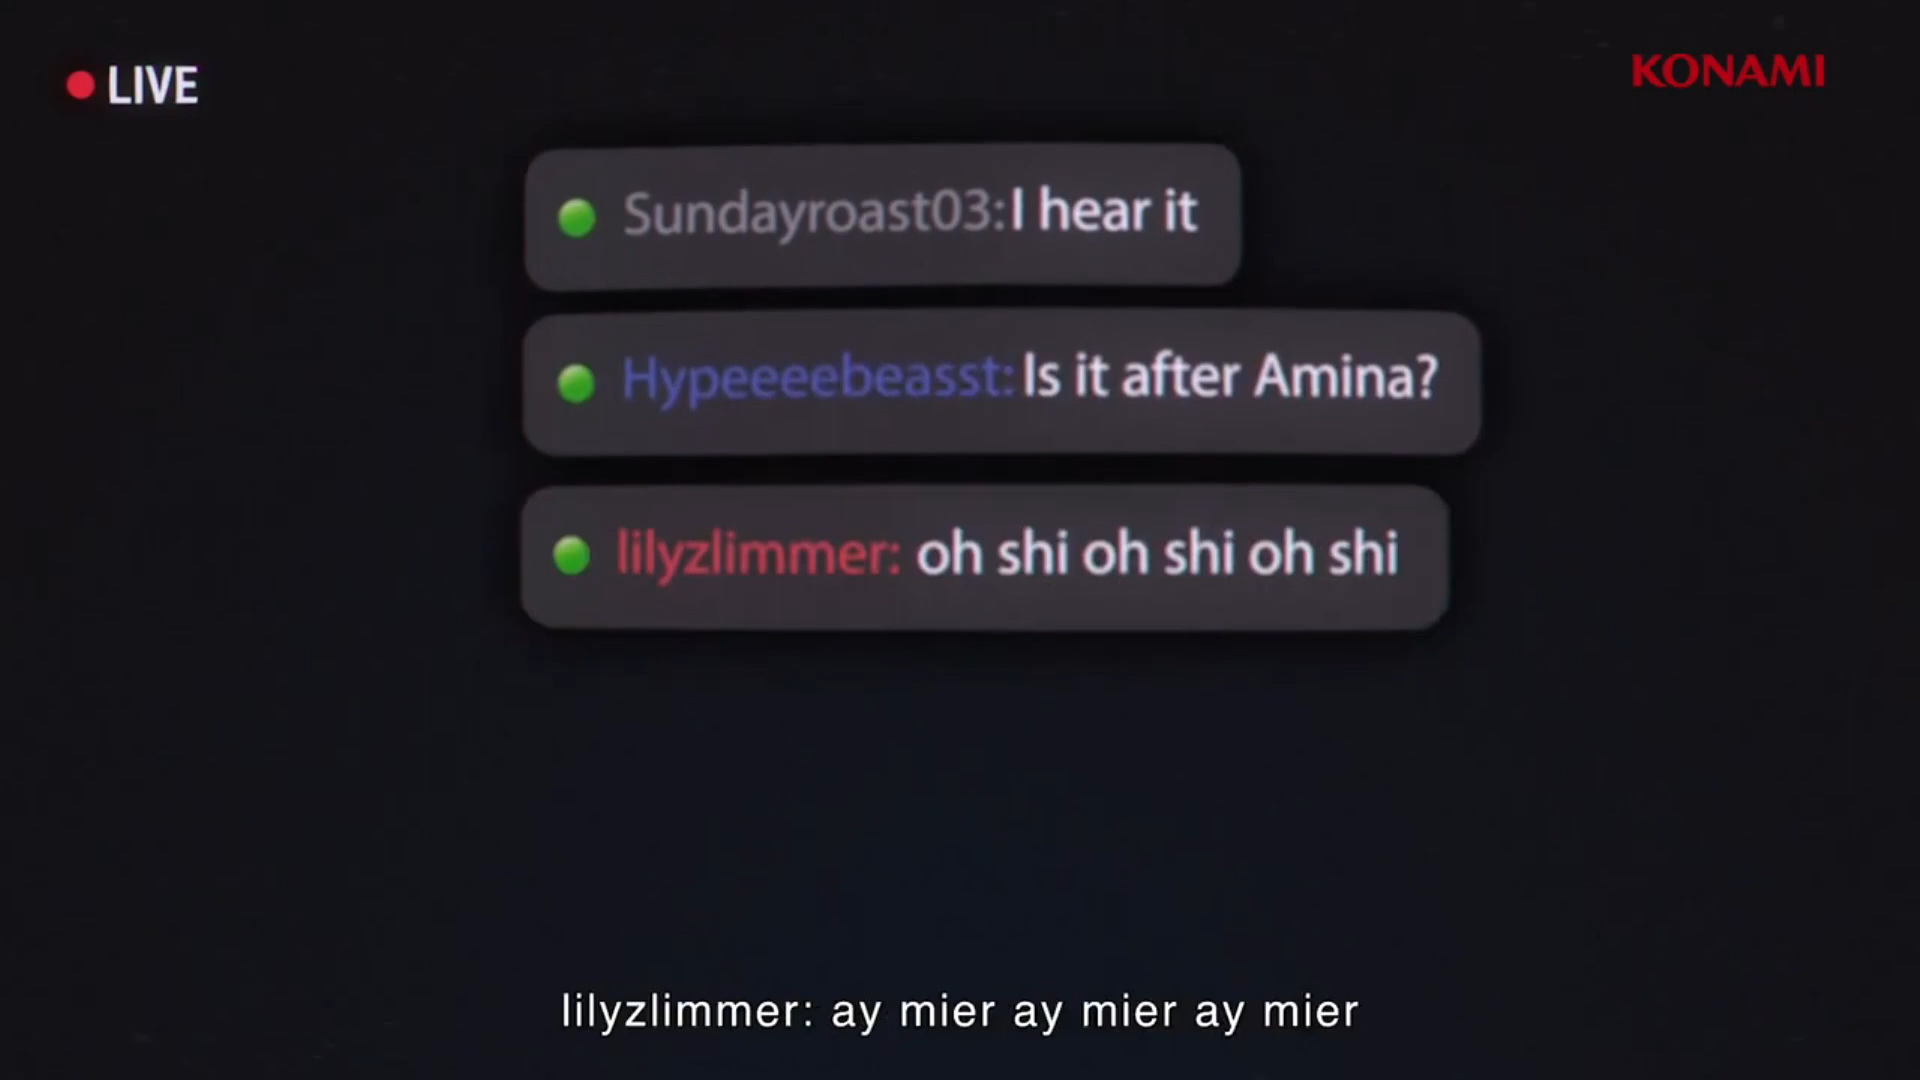 LIVE
KONAMI
Sundayroast03: I hear it
Hypeeeebeasst: Is it after Amina?
lilyzlimmer: oh shi oh shi oh shi
lilyzlimmer: ay mier ay mier ay mier